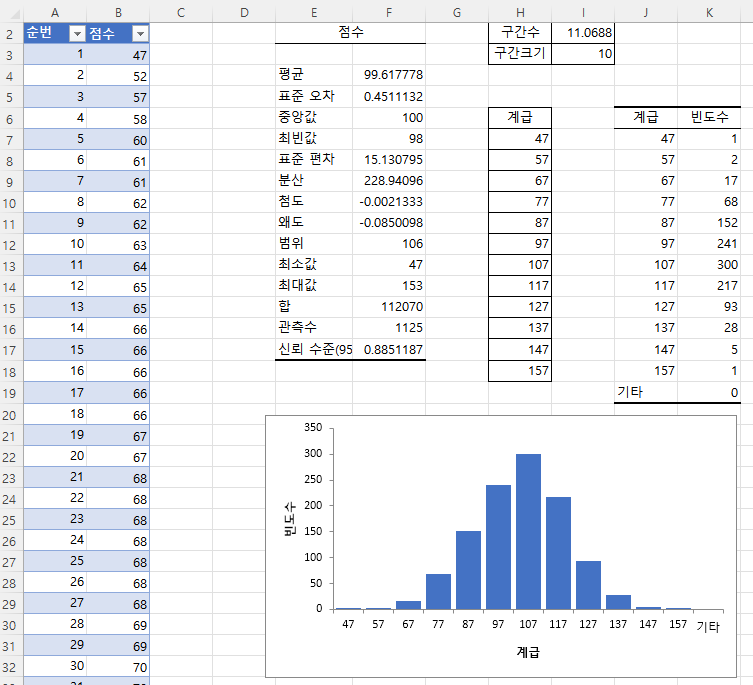 A B C D E F G H I J K
2 순번 점수 점수 구간수 11.0688
3 1 47 구간크기 10
4 2 52 평균 99.617778
5 3 57 표준 오차 0.4511132
6 4 58 중앙값 100 계급 계급 빈도수
7 5 60 최빈값 98 47 47 1
8 6 61 표준 편차 15.130795 57 57 2
9 7 61 분산 228.94096 67 67 17
10 8 62 첨도 -0.0021333 77 77 68
11 9 62 왜도 -0.0850098 87 87 152
12 10 63 범위 106 97 97 241
13 11 64 최소값 47 107 107 300
14 12 65 최대값 153 117 117 217
15 13 65 합 112070 127 127 93
16 14 66 관측수 1125 137 137 28
17 15 66 신뢰 수준(95 0.8851187 147 147 5
18 16 66 157 157 1
19 17 66 기타 0
20 18 66
21 19 67
22 20 67
23 21 68
24 22 68
25 23 68
26 24 68
27 25 68
28 26 68
29 27 68
30 28 69
31 29 69
32 30 70
350
300
250
200
150
100
50
0
빈도수
47 57 67 77 87 97 107 117 127 137 147 157 기타
계급